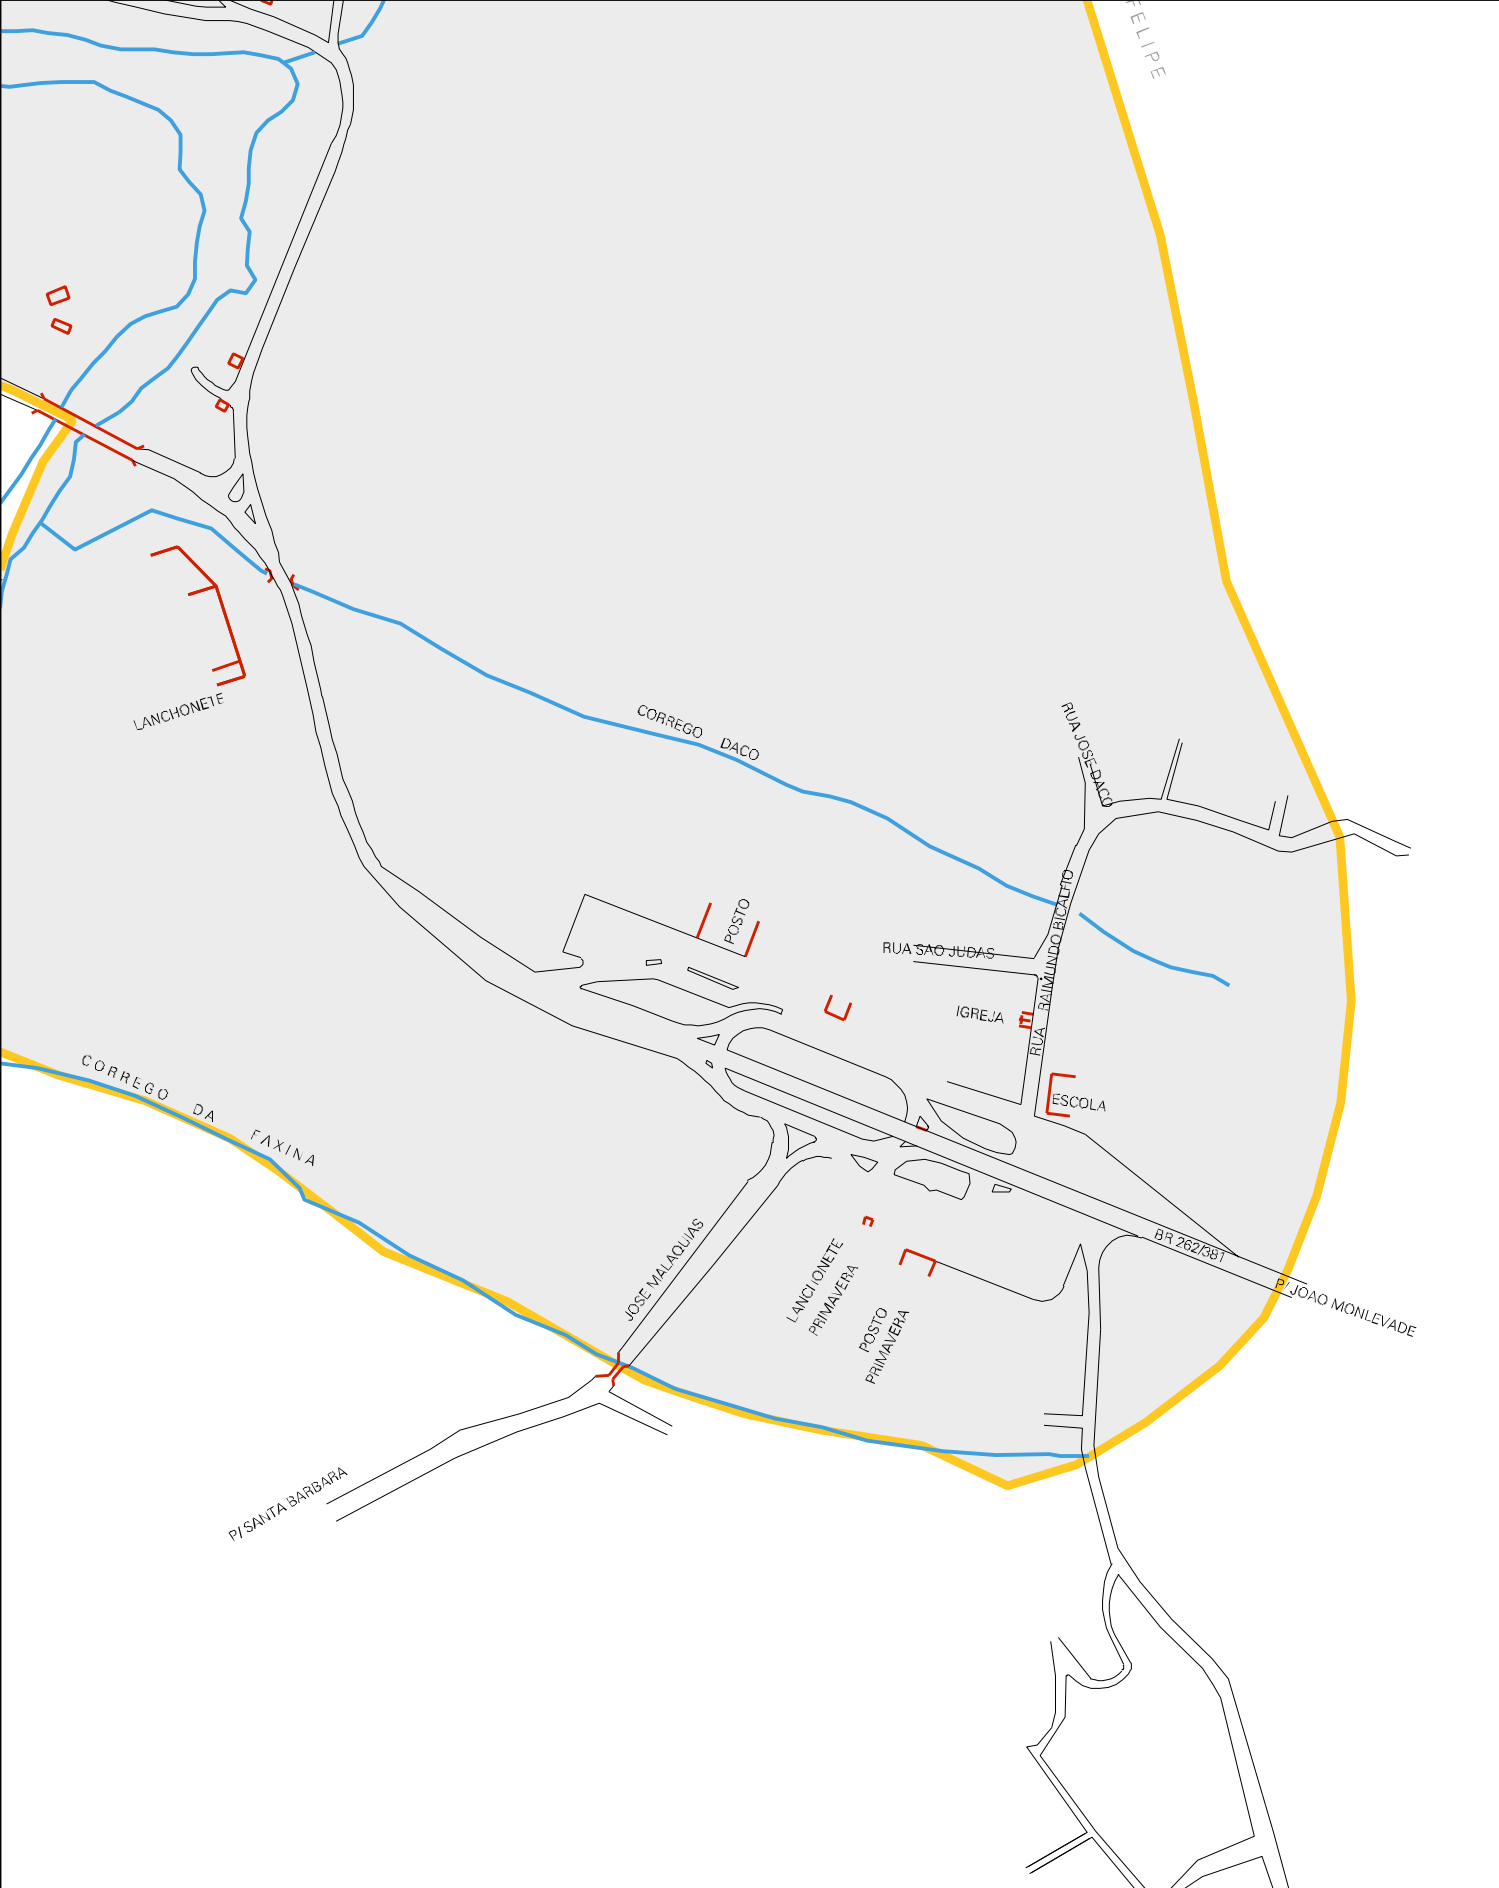 FELIPE
LANCHONETE
CORREGO DACO
RUA JOSE DACO
POSTO
RUA SAO JUDAS
RUA RAIMUNDO BICALHO
IGREJA
ESCOLA
CORREGO DA
FAXINA
JOSE MALAQUIAS
LANCHONETE
PRIMAVERA
POSTO
PRIMAVERA
BR 262/381
P/ JOAO MONLEVADE
P/ SANTA BARBARA